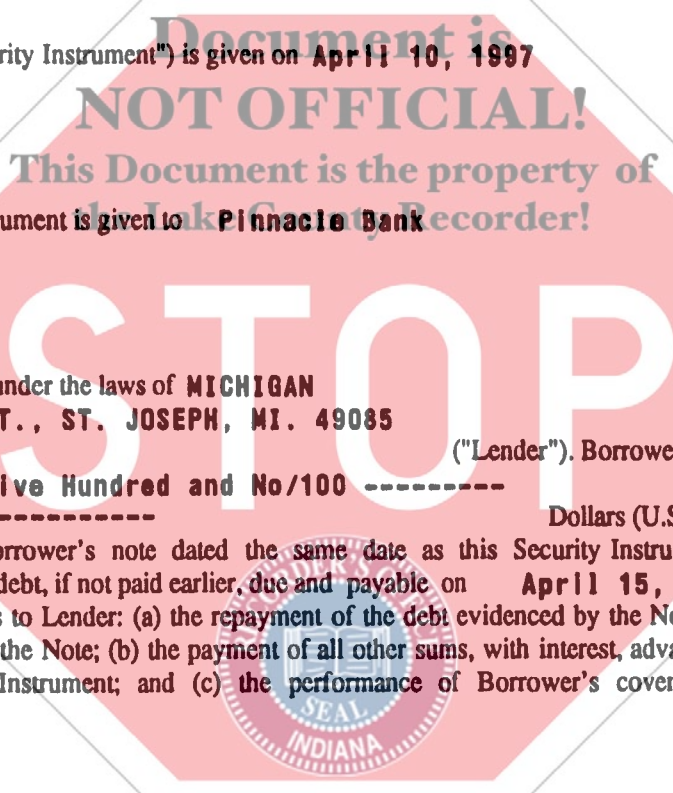 Document is
rity Instrument") is given on April 10, 1997
NOT OFFICIAL!
This Document is the property of
the Lake County Recorder!
ument is given to Pinnacle Bank
STOP
under the laws of MICHIGAN
T., ST. JOSEPH, MI. 49085
("Lender"). Borrowe
ive Hundred and No/100 ---------
----------- Dollars (U.S
orrower's note dated the same date as this Security Instru
debt, if not paid earlier, due and payable on April 15,
s to Lender: (a) the repayment of the debt evidenced by the No
the Note; (b) the payment of all other sums, with interest, adva
Instrument; and (c) the performance of Borrower's cover
RECORDER'S OFFICE
SEAL
INDIANA